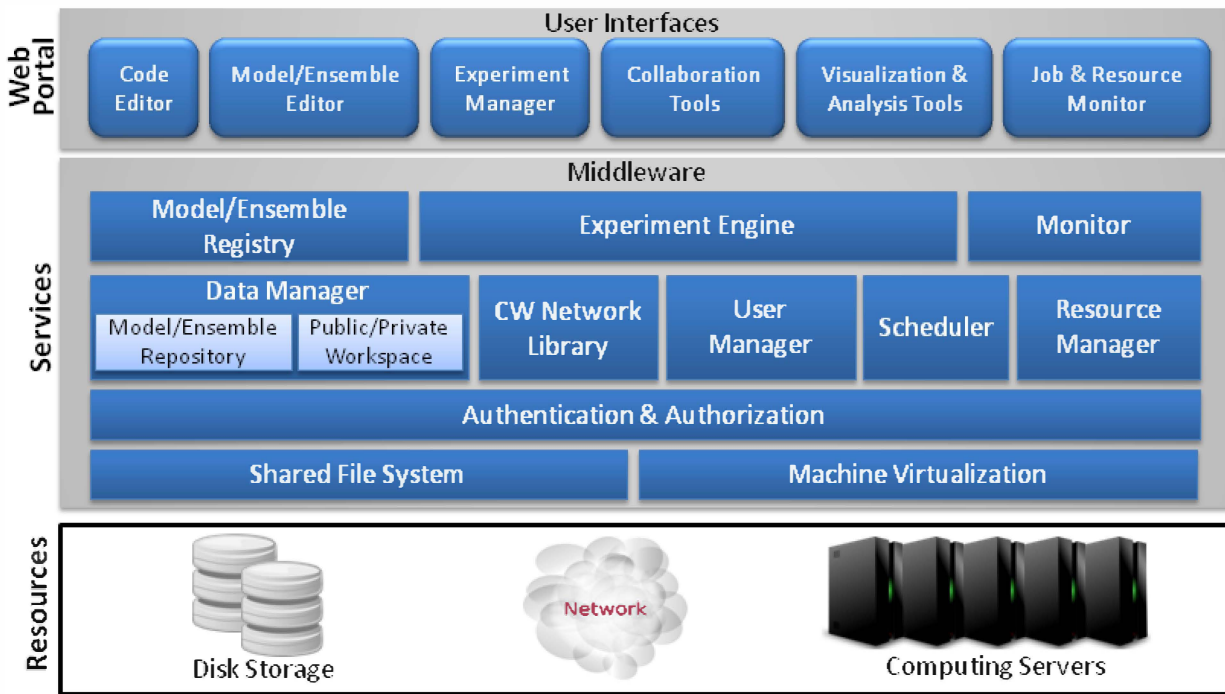 User Interfaces
Web
Portal
Code
Editor
Model/Ensemble
Editor
Experiment
Manager
Collaboration
Tools
Visualization &
Analysis Tools
Job & Resource
Monitor
Middleware
Services
Model/Ensemble
Registry
Experiment Engine
Monitor
Data Manager
Model/Ensemble
Repository
Public/Private
Workspace
CW Network
Library
User
Manager
Scheduler
Resource
Manager
Authentication & Authorization
Shared File System
Machine Virtualization
Resources
Disk Storage
Network
Computing Servers